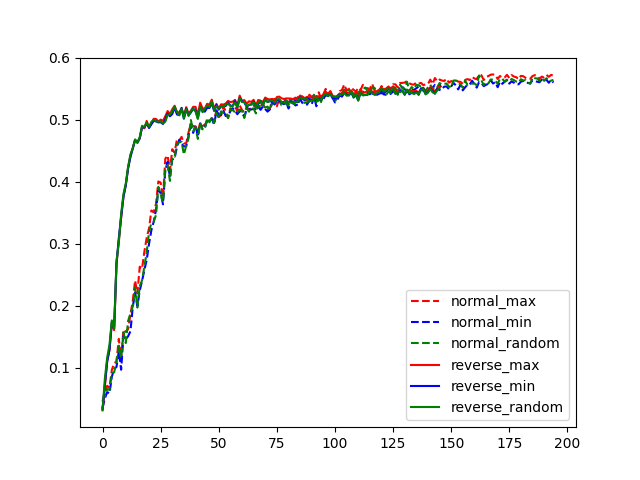 0.6
0.5
0.4
0.3
0.2
0.1
normal_max
normal_min
normal_random
reverse_max
reverse_min
reverse_random
0 25 50 75 100 125 150 175 200